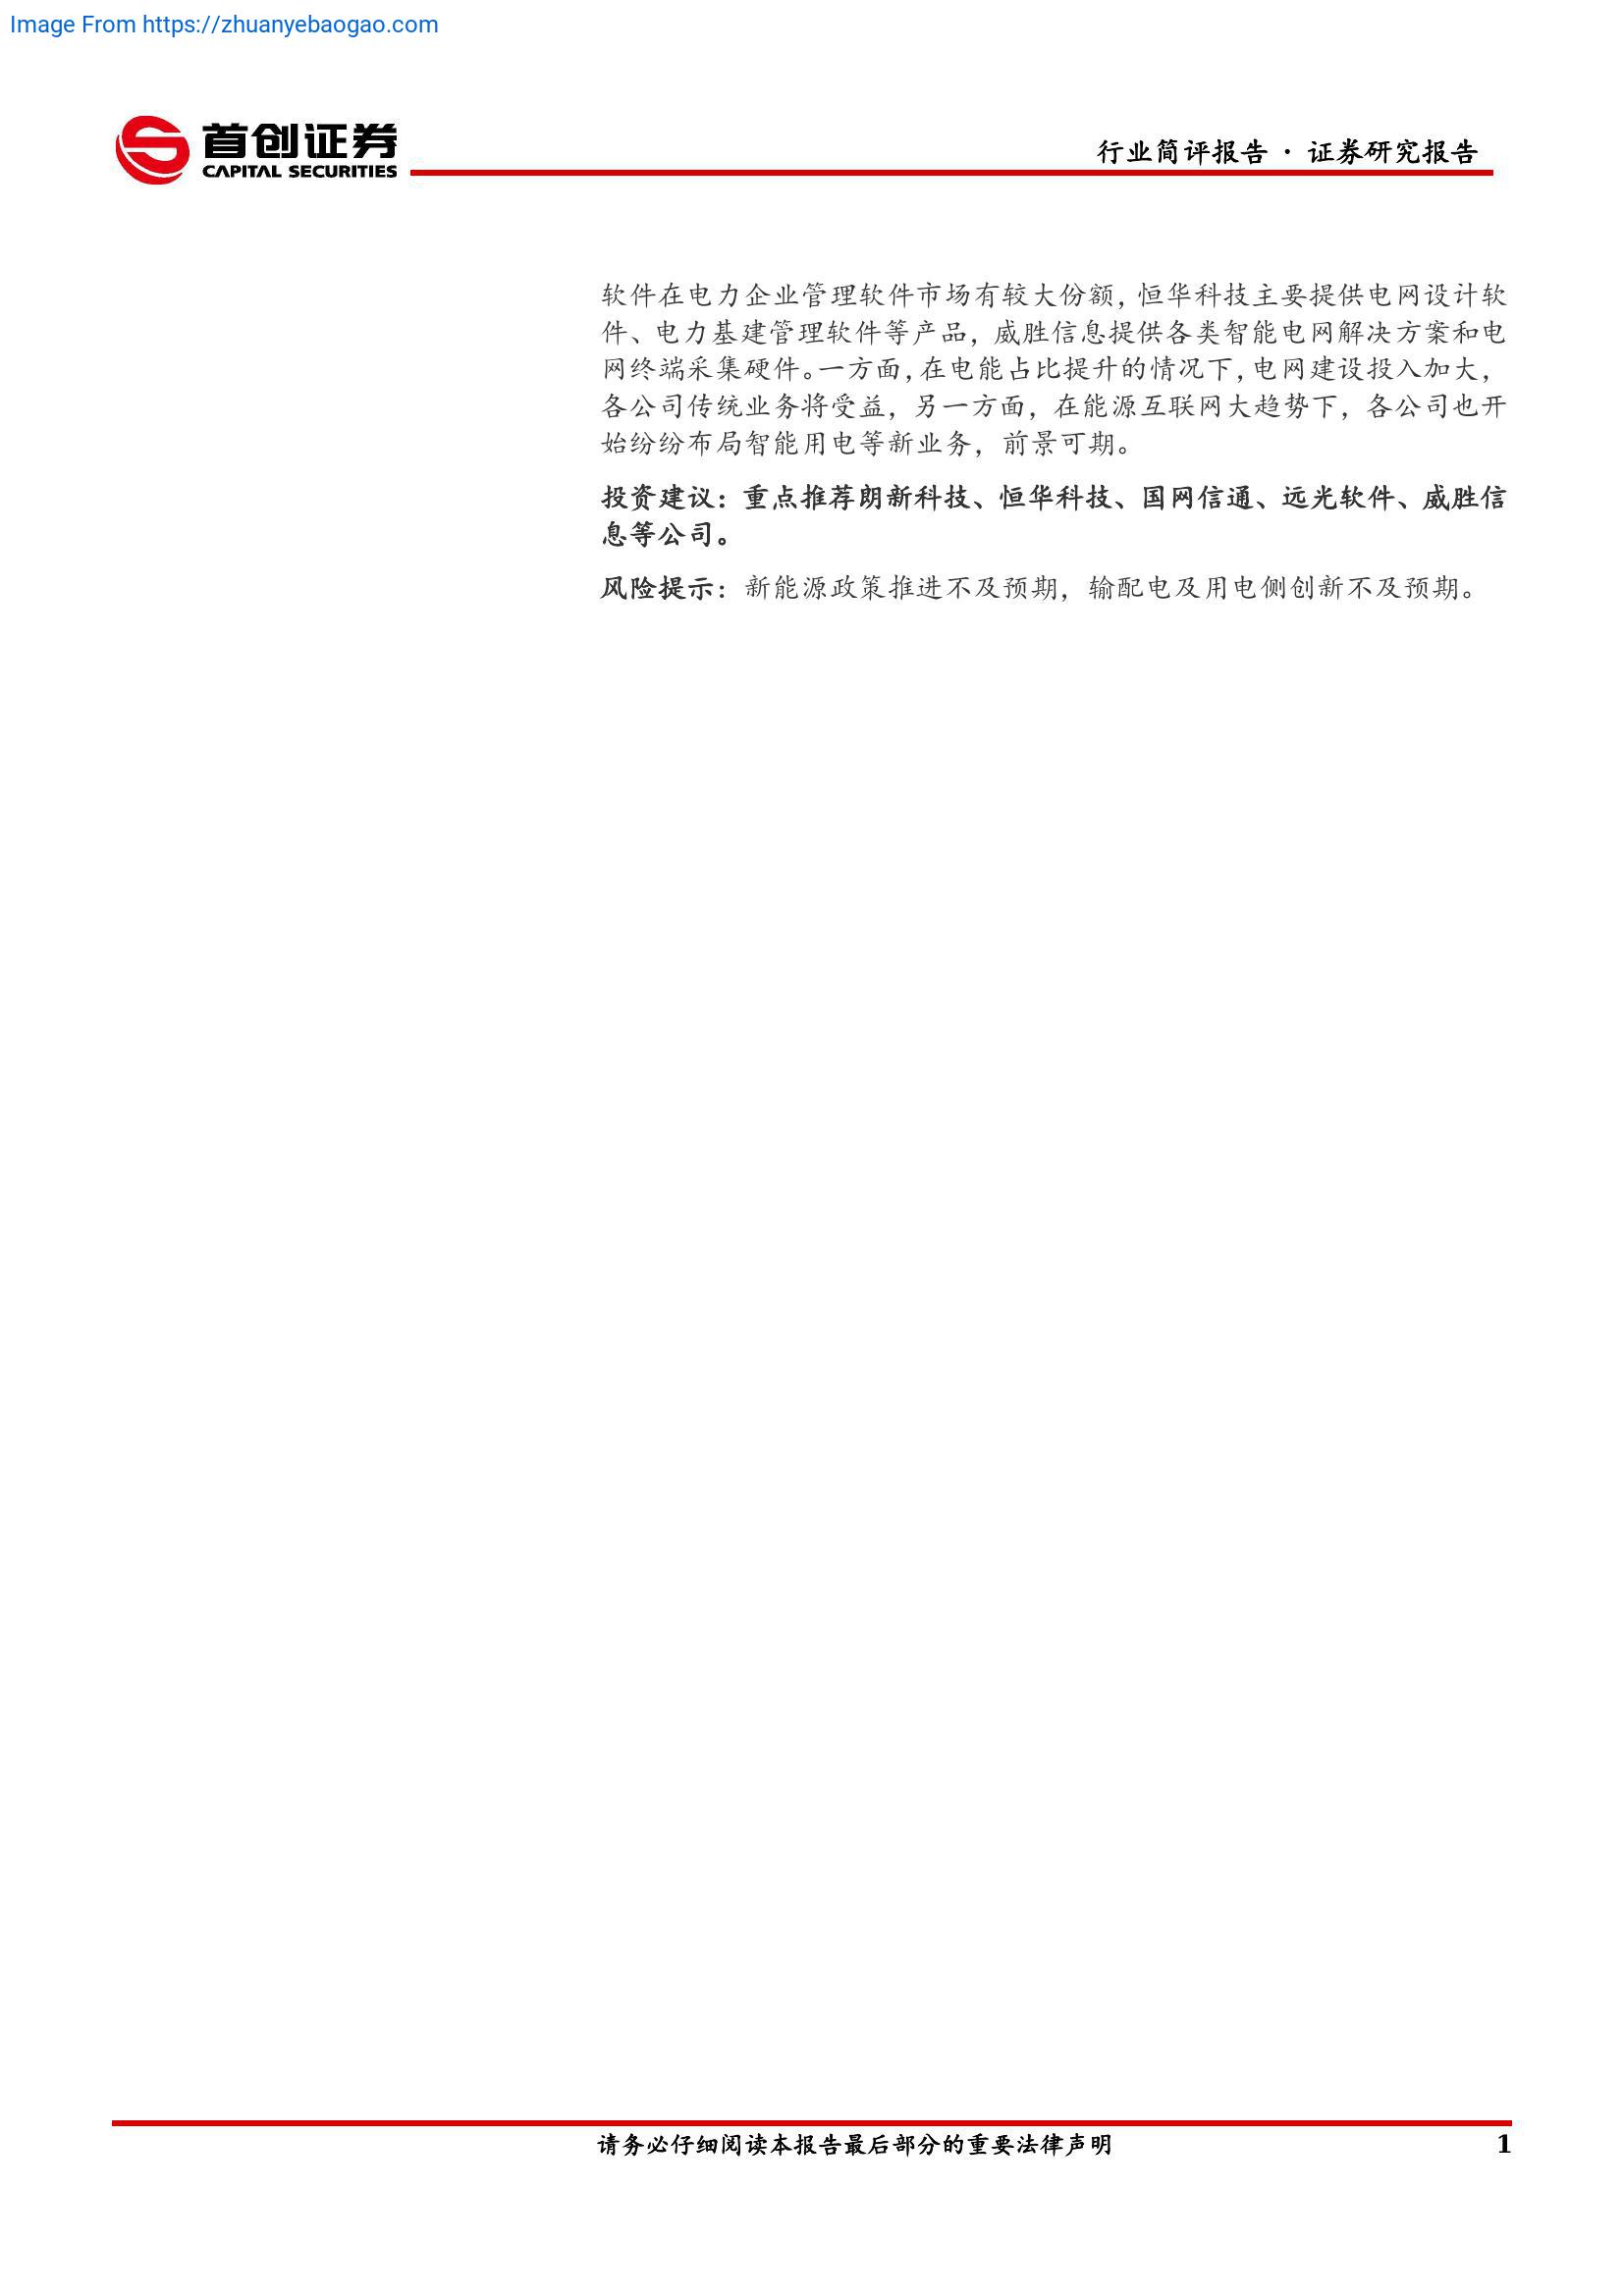 Image From https://zhuanyebaogao.com
首创证券
CAPITAL SECURITIES
行业简评报告 · 证券研究报告
软件在电力企业管理软件市场有较大份额，恒华科技主要提供电网设计软
件、电力基建管理软件等产品，威胜信息提供各类智能电网解决方案和电
网终端采集硬件。一方面，在电能占比提升的情况下，电网建设投入加大，
各公司传统业务将受益，另一方面，在能源互联网大趋势下，各公司也开
始纷纷布局智能用电等新业务，前景可期。
投资建议：重点推荐朗新科技、恒华科技、国网信通、远光软件、威胜信
息等公司。
风险提示：新能源政策推进不及预期，输配电及用电侧创新不及预期。
请务必仔细阅读本报告最后部分的重要法律声明
1